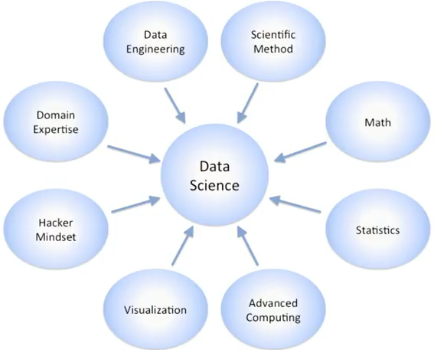 Data
Engineering
Scientific
Method
Domain
Expertise
Math
Data
Science
Hacker
Mindset
Statistics
Visualization
Advanced
Computing